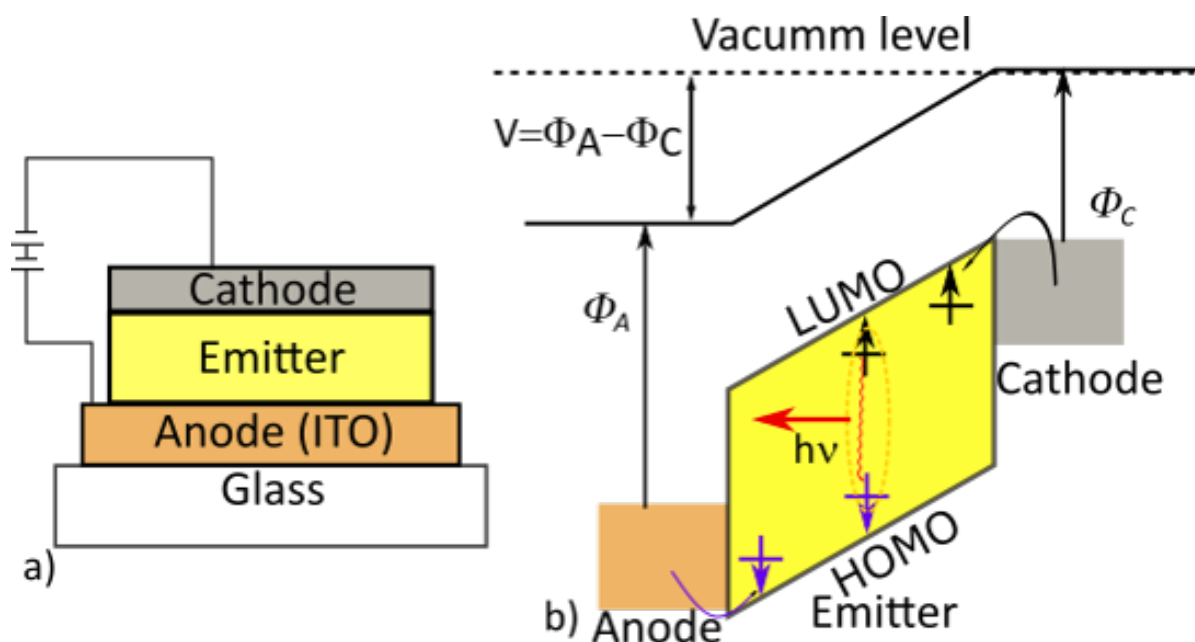 Cathode
Emitter
Anode (ITO)
Glass
a)
Vacumm level
V=ΦA−ΦC
ΦC
ΦA
LUMO
Cathode
hν
HOMO
Emitter
b)
Anode